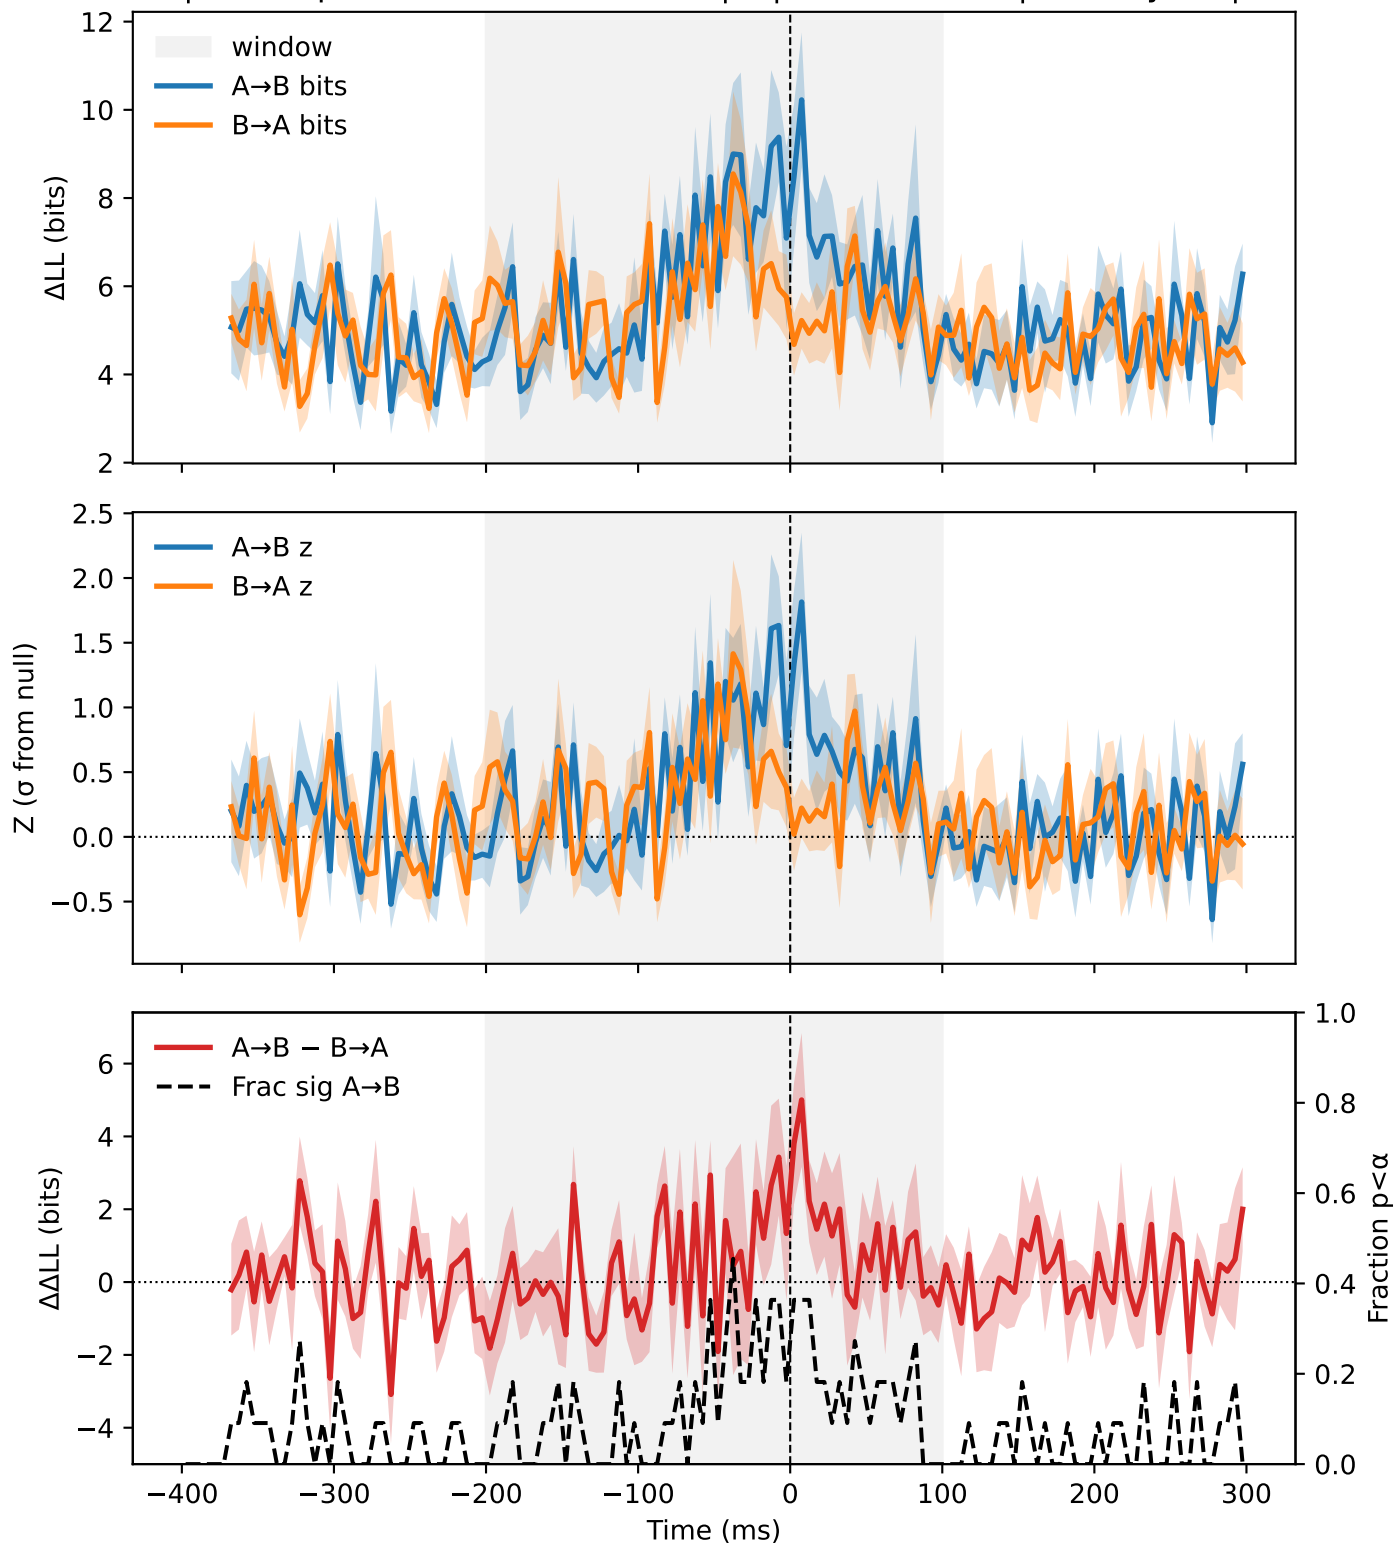 12
10
8
6
4
2
ΔLL (bits)
window
A→B bits
B→A bits
2.5
2.0
1.5
1.0
0.5
0.0
−0.5
Z (σ from null)
A→B z
B→A z
6
4
2
0
−2
−4
ΔΔLL (bits)
A→B − B→A
Frac sig A→B
1.0
0.8
0.6
0.4
0.2
0.0
Fraction p<α
−400 −300 −200 −100 0 100 200 300
Time (ms)